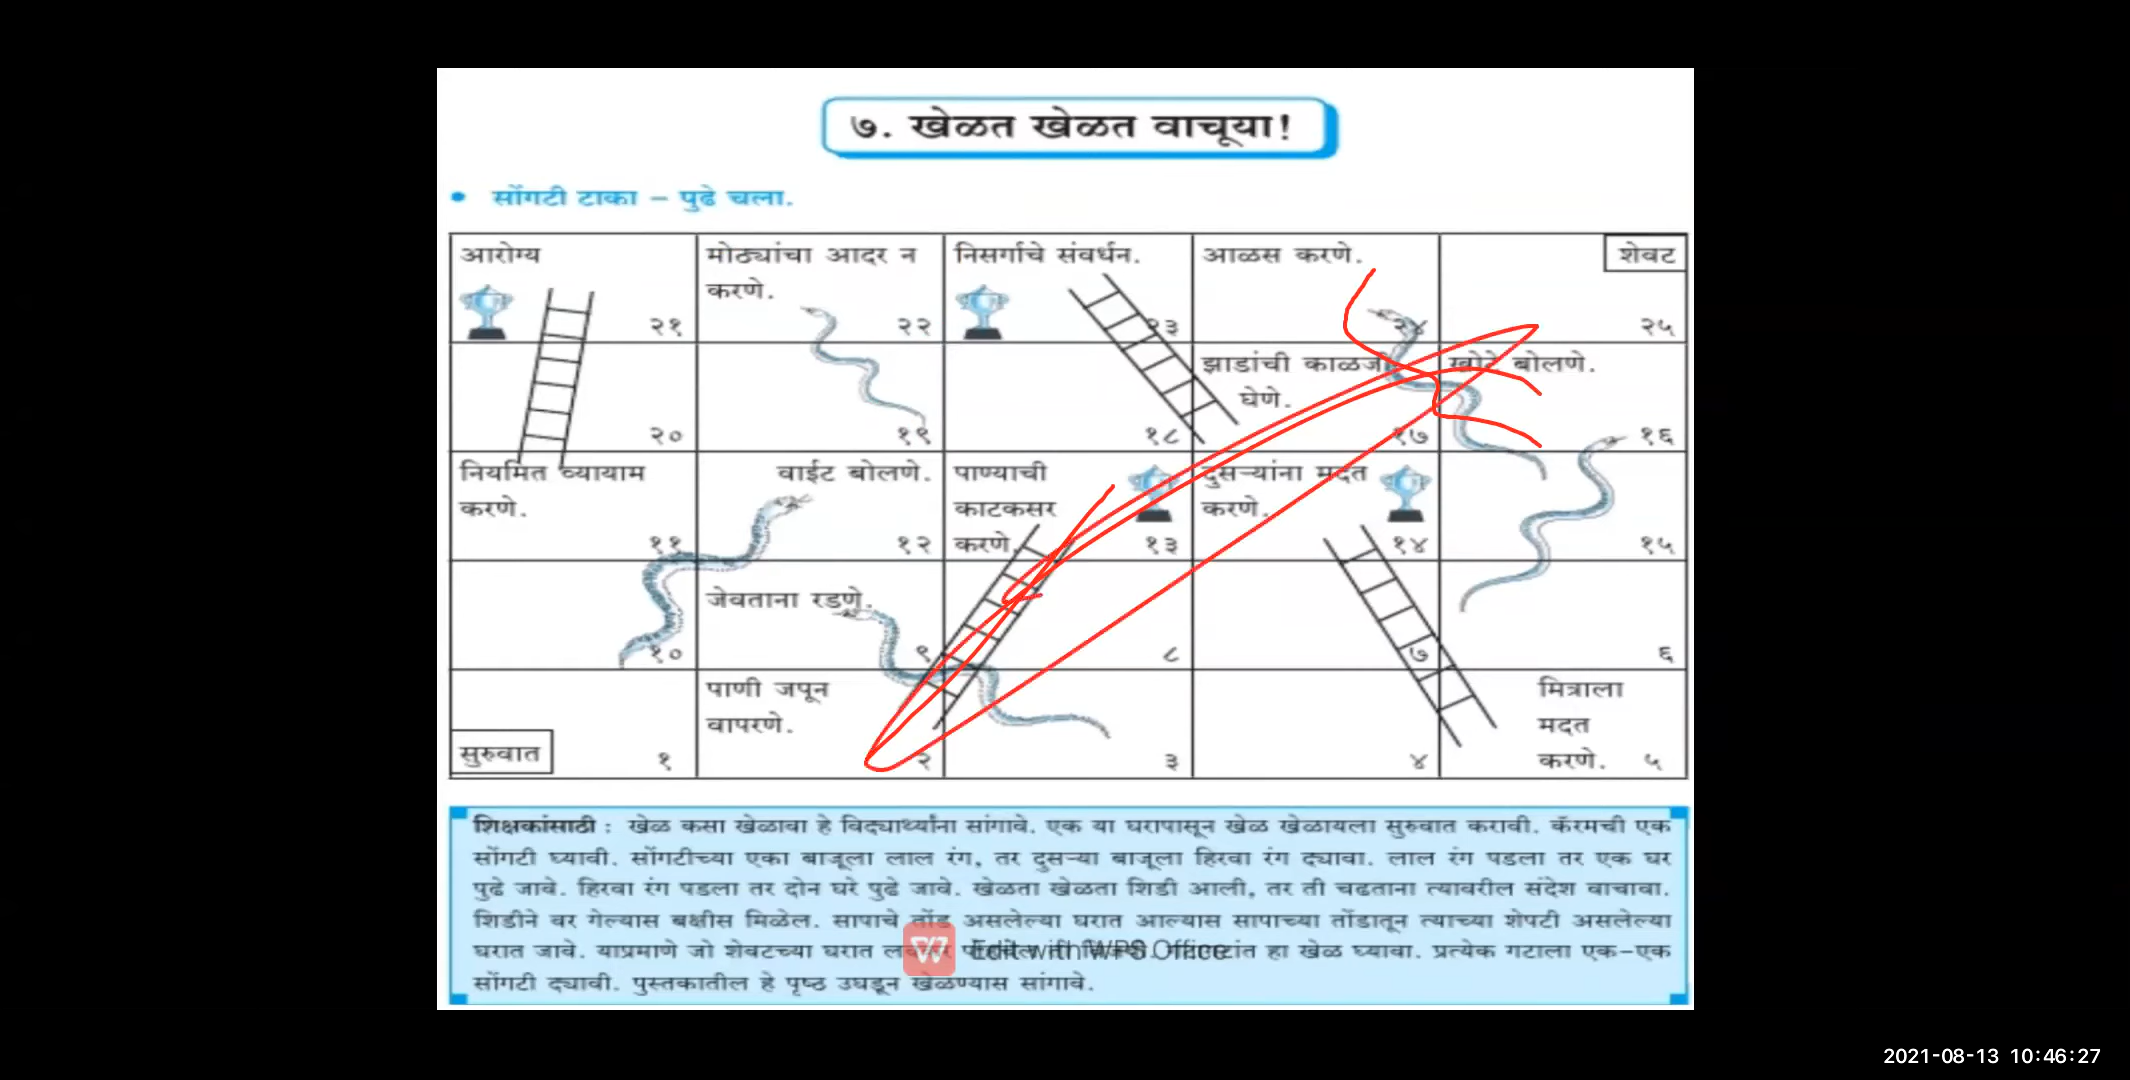 ७. खेळत खेळत वाचूया!
• सोंगटी टाका – पुढे चला.
आरोग्य
२१
मोठ्यांचा आदर न
करणे.
२२
निसर्गाचे संवर्धन.
२३
आळस करणे.
२४
शेवट
२५
२०
१९
१८
झाडांची काळजी
घेणे.
१७
खोटे बोलणे.
१६
नियमित व्यायाम
करणे.
११
वाईट बोलणे.
१२
पाण्याची
काटकसर
करणे.
१३
दुसऱ्यांना मदत
करणे.
१४
१५
१०
जेवताना रडणे.
९
८
७
६
सुरुवात
१
पाणी जपून
वापरणे.
२
३
४
मित्राला
मदत
करणे.
५
शिक्षकांसाठी : खेळ कसा खेळावा हे विद्यार्थ्यांना सांगावे. एक या घरापासून खेळ खेळायला सुरुवात करावी. कॅरमची एक
सोंगटी घ्यावी. सोंगटीच्या एका बाजूला लाल रंग, तर दुसऱ्या बाजूला हिरवा रंग द्यावा. लाल रंग पडला तर एक घर
पुढे जावे. हिरवा रंग पडला तर दोन घरे पुढे जावे. खेळता खेळता शिडी आली, तर ती चढताना त्यावरील संदेश वाचावा.
शिडीने वर गेल्यास बक्षीस मिळेल. सापाचे तोंड असलेल्या घरात आल्यास सापाच्या तोंडातून त्याच्या शेपटी असलेल्या
घरात जावे. याप्रमाणे जो शेवटच्या घरात हा खेळ घ्यावा. प्रत्येक गटाला एक-एक
Edit with WPS Office
सोंगटी द्यावी. पुस्तकातील हे पृष्ठ उघडून खेळण्यास सांगावे.
2021-08-13 10:46:27